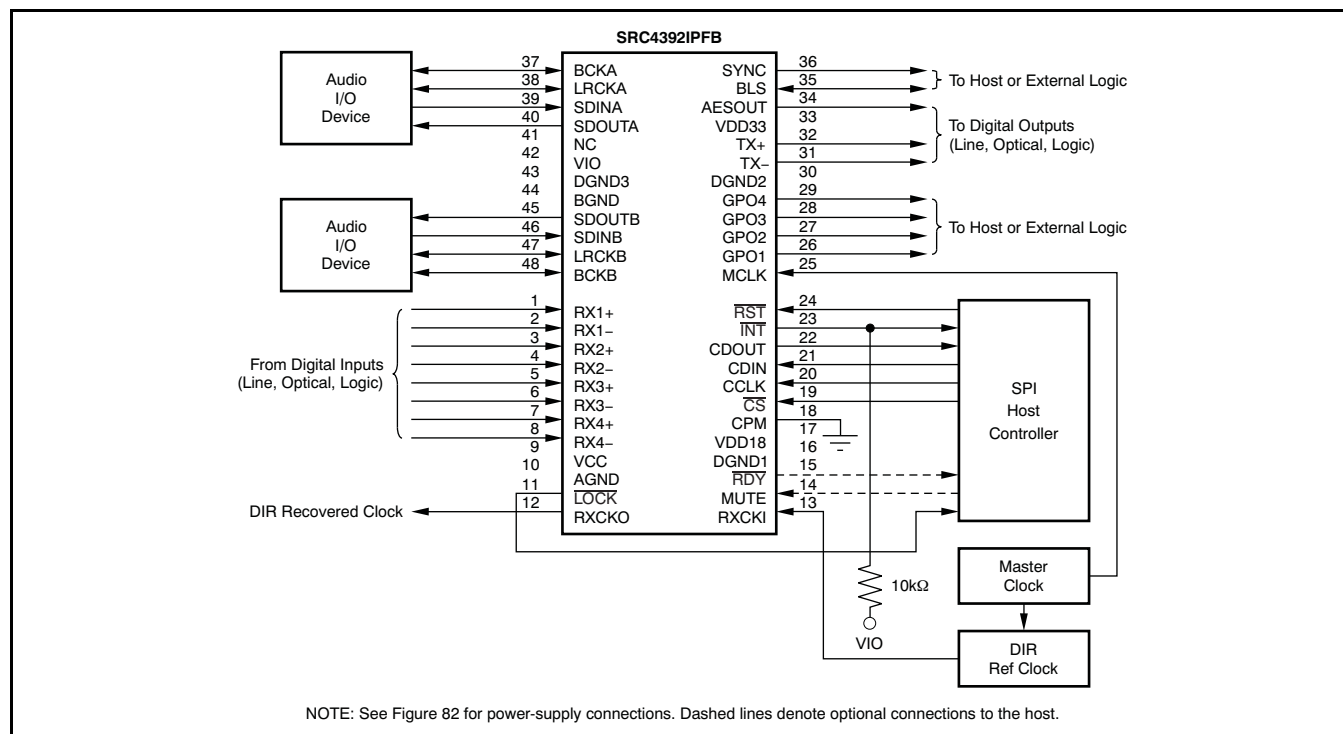 SRC4392IPFB
Audio
I/O
Device
37 BCKA
38 LRCKA
39 SDINA
40 SDOUTA
41 NC
42 VIO
43 DGND3
44 BGND
45 SDOUTB
46 SDINB
47 LRCKB
48 BCKB
Audio
I/O
Device
1 RX1+
2 RX1−
3 RX2+
4 RX2−
5 RX3+
6 RX3−
7 RX4+
8 RX4−
9 VCC
10 AGND
11 LOCK
12 RXCKO
From Digital Inputs
(Line, Optical, Logic)
DIR Recovered Clock
SYNC 36
BLS 35
AESOUT 34
VDD33 33
TX+ 32
TX− 31
DGND2 30
GPO4 29
GPO3 28
GPO2 27
GPO1 26
MCLK 25
RST 24
INT 23
CDOUT 22
CDIN 21
CCLK 20
CS 19
CPM 18
VDD18 17
DGND1 16
RDY 15
MUTE 14
RXCKI 13
To Host or External Logic
To Digital Outputs
(Line, Optical, Logic)
To Host or External Logic
SPI
Host
Controller
10kΩ
VIO
Master
Clock
DIR
Ref Clock
NOTE: See Figure 82 for power-supply connections. Dashed lines denote optional connections to the host.